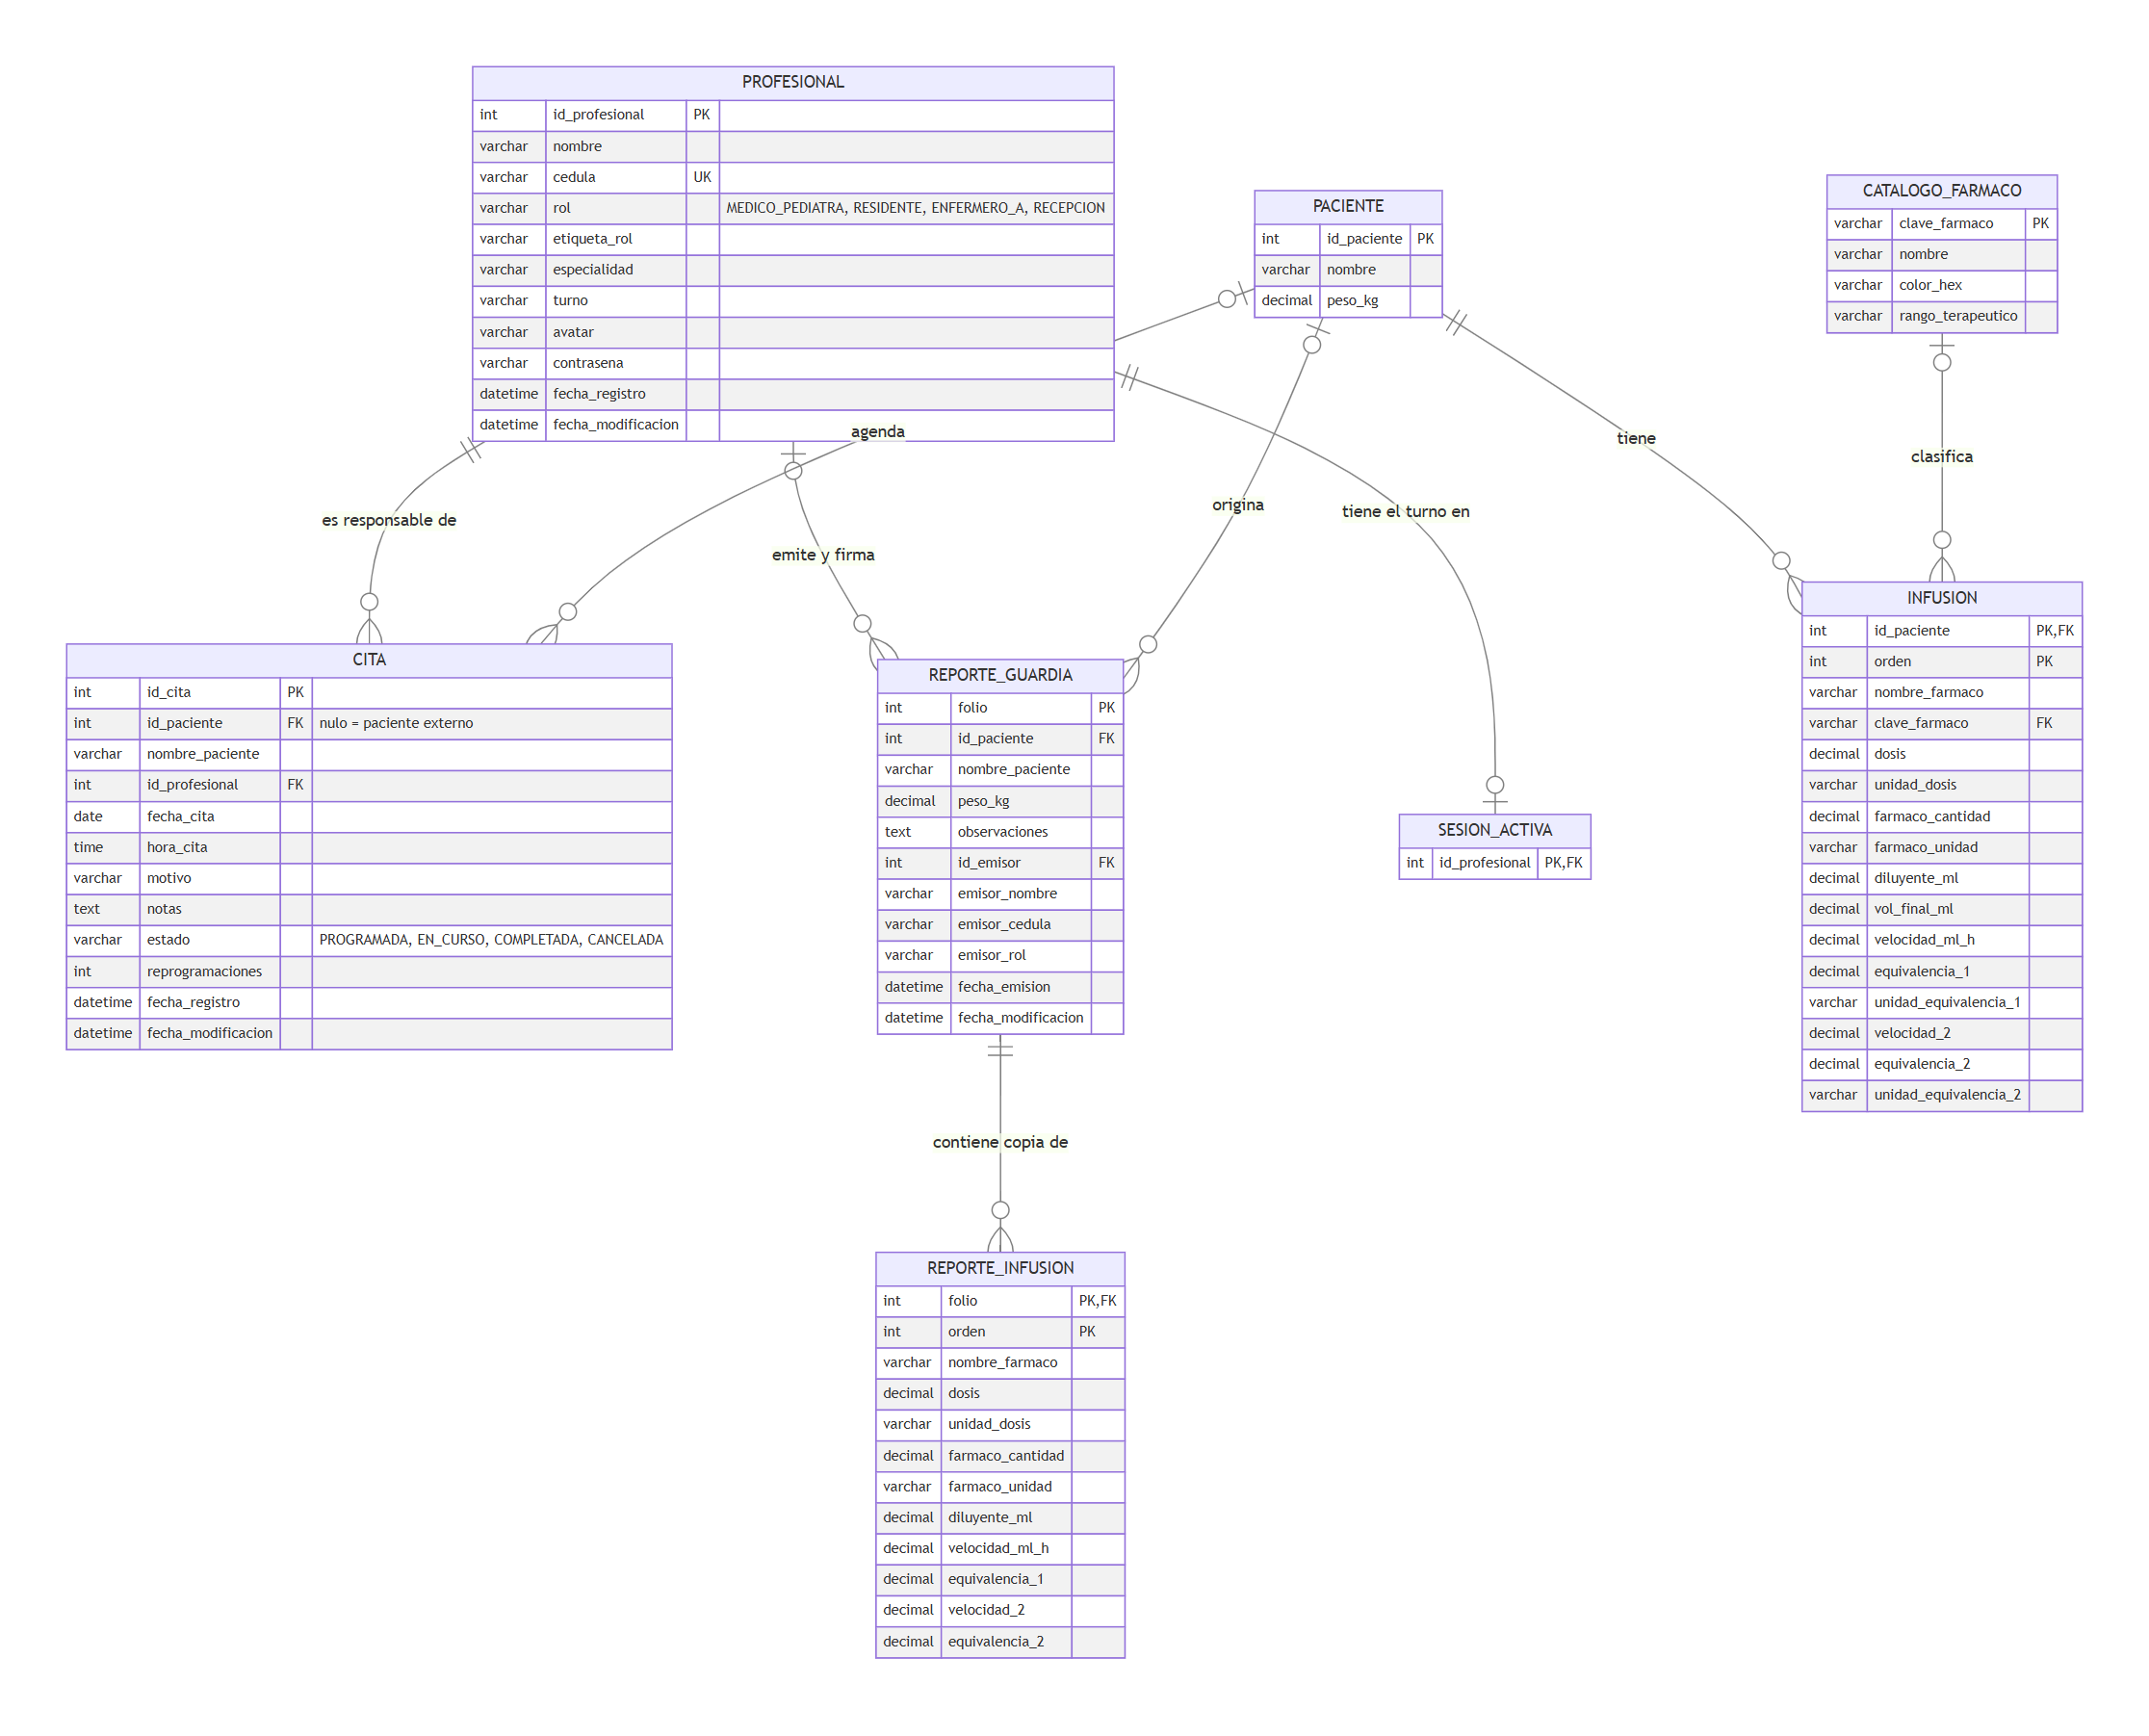 PROFESIONAL
int id_profesional PK
varchar nombre
varchar cedula UK
varchar rol MEDICO_PEDIATRA, RESIDENTE, ENFERMERO_A, RECEPCION
varchar etiqueta_rol
varchar especialidad
varchar turno
varchar avatar
varchar contrasena
datetime fecha_registro
datetime fecha_modificacion
PACIENTE
int id_paciente PK
varchar nombre
decimal peso_kg
CATALOGO_FARMACO
varchar clave_farmaco PK
varchar nombre
varchar color_hex
varchar rango_terapeutico
agenda
tiene
clasifica
origina
tiene el turno en
es responsable de
emite y firma
CITA
int id_cita PK
int id_paciente FK nulo = paciente externo
varchar nombre_paciente
int id_profesional FK
date fecha_cita
time hora_cita
varchar motivo
text notas
varchar estado PROGRAMADA, EN_CURSO, COMPLETADA, CANCELADA
int reprogramaciones
datetime fecha_registro
datetime fecha_modificacion
REPORTE_GUARDIA
int folio PK
int id_paciente FK
varchar nombre_paciente
decimal peso_kg
text observaciones
int id_emisor FK
varchar emisor_nombre
varchar emisor_cedula
varchar emisor_rol
datetime fecha_emision
datetime fecha_modificacion
SESION_ACTIVA
int id_profesional PK,FK
INFUSION
int id_paciente PK,FK
int orden PK
varchar nombre_farmaco
varchar clave_farmaco FK
decimal dosis
varchar unidad_dosis
decimal farmaco_cantidad
varchar farmaco_unidad
decimal diluyente_ml
decimal vol_final_ml
decimal velocidad_ml_h
decimal equivalencia_1
varchar unidad_equivalencia_1
decimal velocidad_2
decimal equivalencia_2
varchar unidad_equivalencia_2
contiene copia de
REPORTE_INFUSION
int folio PK,FK
int orden PK
varchar nombre_farmaco
decimal dosis
varchar unidad_dosis
decimal farmaco_cantidad
varchar farmaco_unidad
decimal diluyente_ml
decimal velocidad_ml_h
decimal equivalencia_1
decimal velocidad_2
decimal equivalencia_2